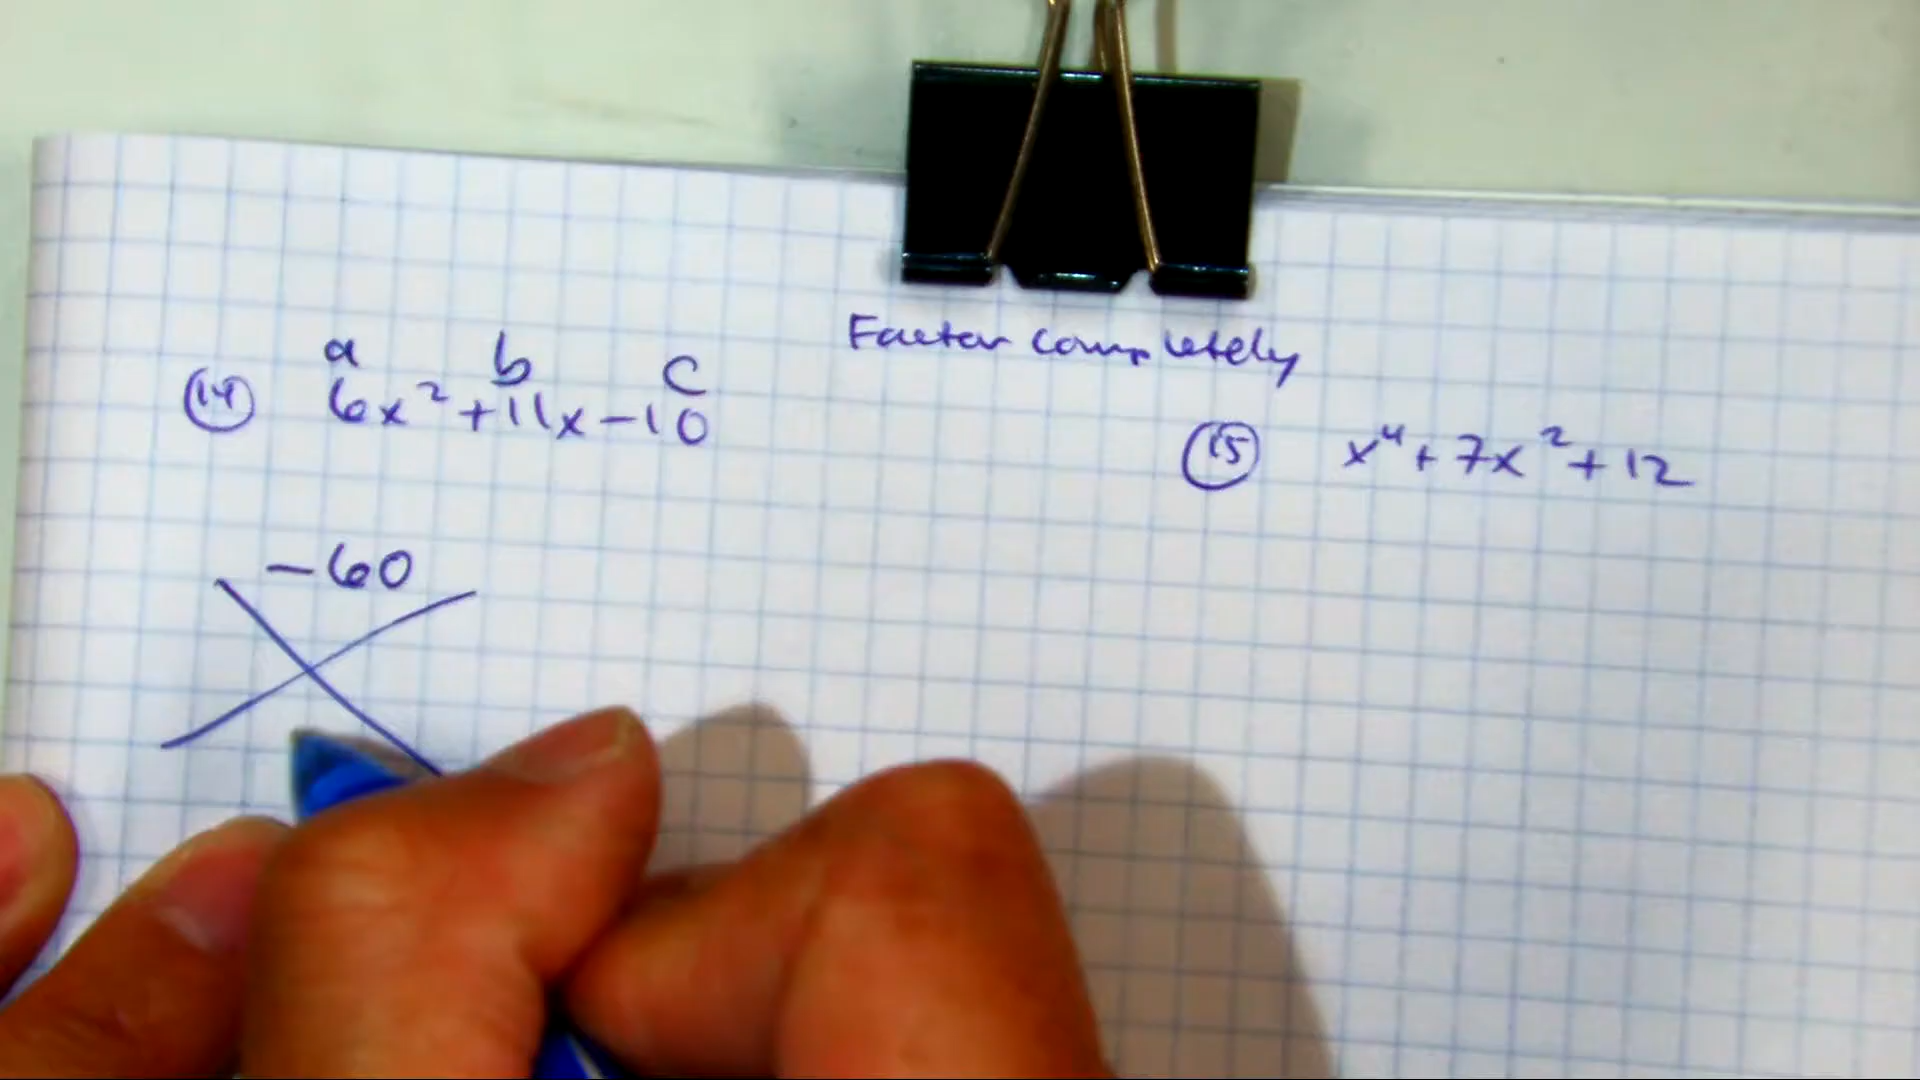 Factor completely
a b c
(14) 6x² + 11x - 10
(15) x⁴ + 7x² + 12
-60